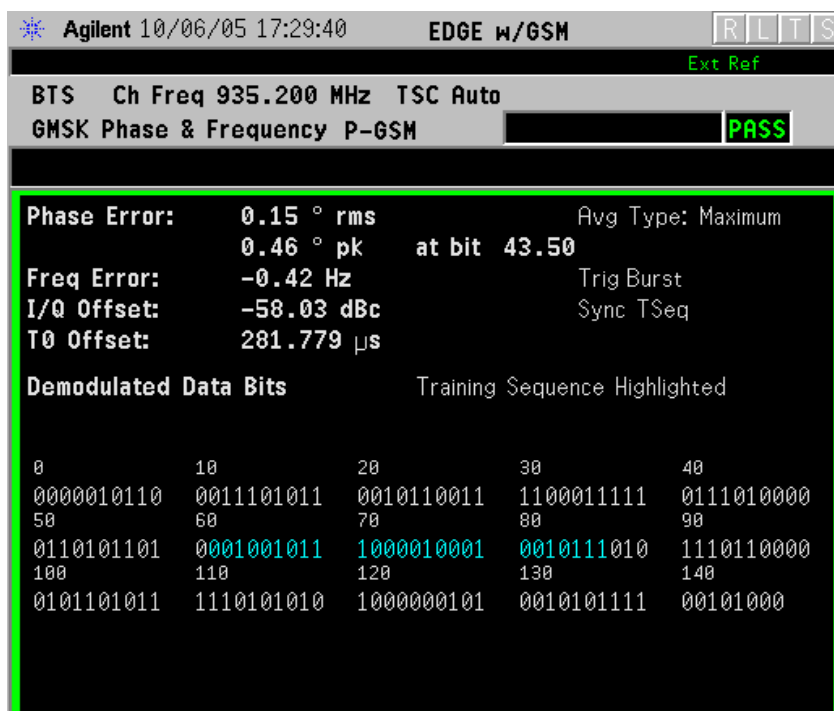 Agilent 10/06/05 17:29:40 EDGE w/GSM R L T S
Ext Ref
BTS Ch Freq 935.200 MHz TSC Auto
GMSK Phase & Frequency P-GSM PASS
Phase Error: 0.15 ° rms Avg Type: Maximum
0.46 ° pk at bit 43.50
Freq Error: -0.42 Hz Trig Burst
I/Q Offset: -58.03 dBc Sync TSeq
T0 Offset: 281.779 μs
Demodulated Data Bits Training Sequence Highlighted
0 10 20 30 40
0000010110 0011101011 0010110011 1100011111 0111010000
50 60 70 80 90
0110101101 0001001011 1000010001 0010111010 1110110000
100 110 120 130 140
0101101011 1110101010 1000000101 0010101111 00101000